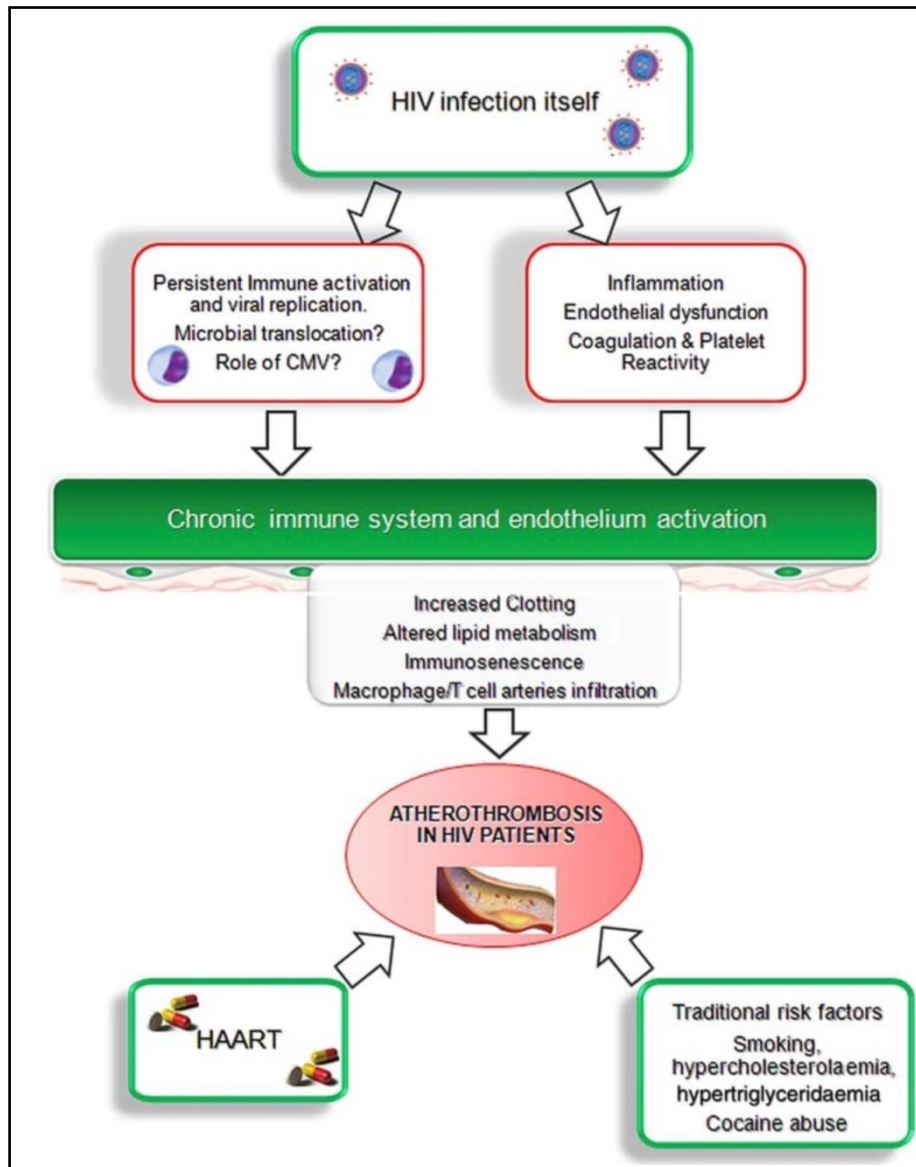 HIV infection itself
Persistent Immune activation
and viral replication.
Microbial translocation?
Role of CMV?
Inflammation
Endothelial dysfunction
Coagulation & Platelet
Reactivity
Chronic immune system and endothelium activation
Increased Clotting
Altered lipid metabolism
Immunosenescence
Macrophage/T cell arteries infiltration
ATHEROTHROMBOSIS
IN HIV PATIENTS
HAART
Traditional risk factors
Smoking,
hypercholesterolaemia,
hypertriglyceridaemia
Cocaine abuse